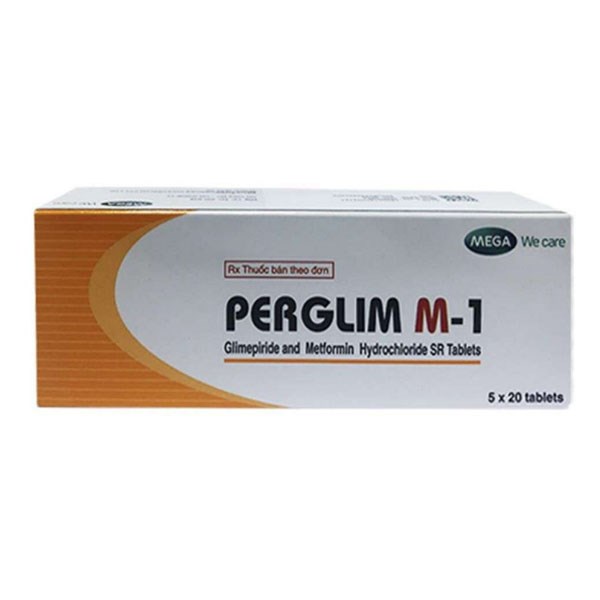 MEGA We care
Rx Thuốc bán theo đơn
PERGLIM M-1
Glimepiride and Metformin Hydrochloride SR Tablets
5 x 20 tablets